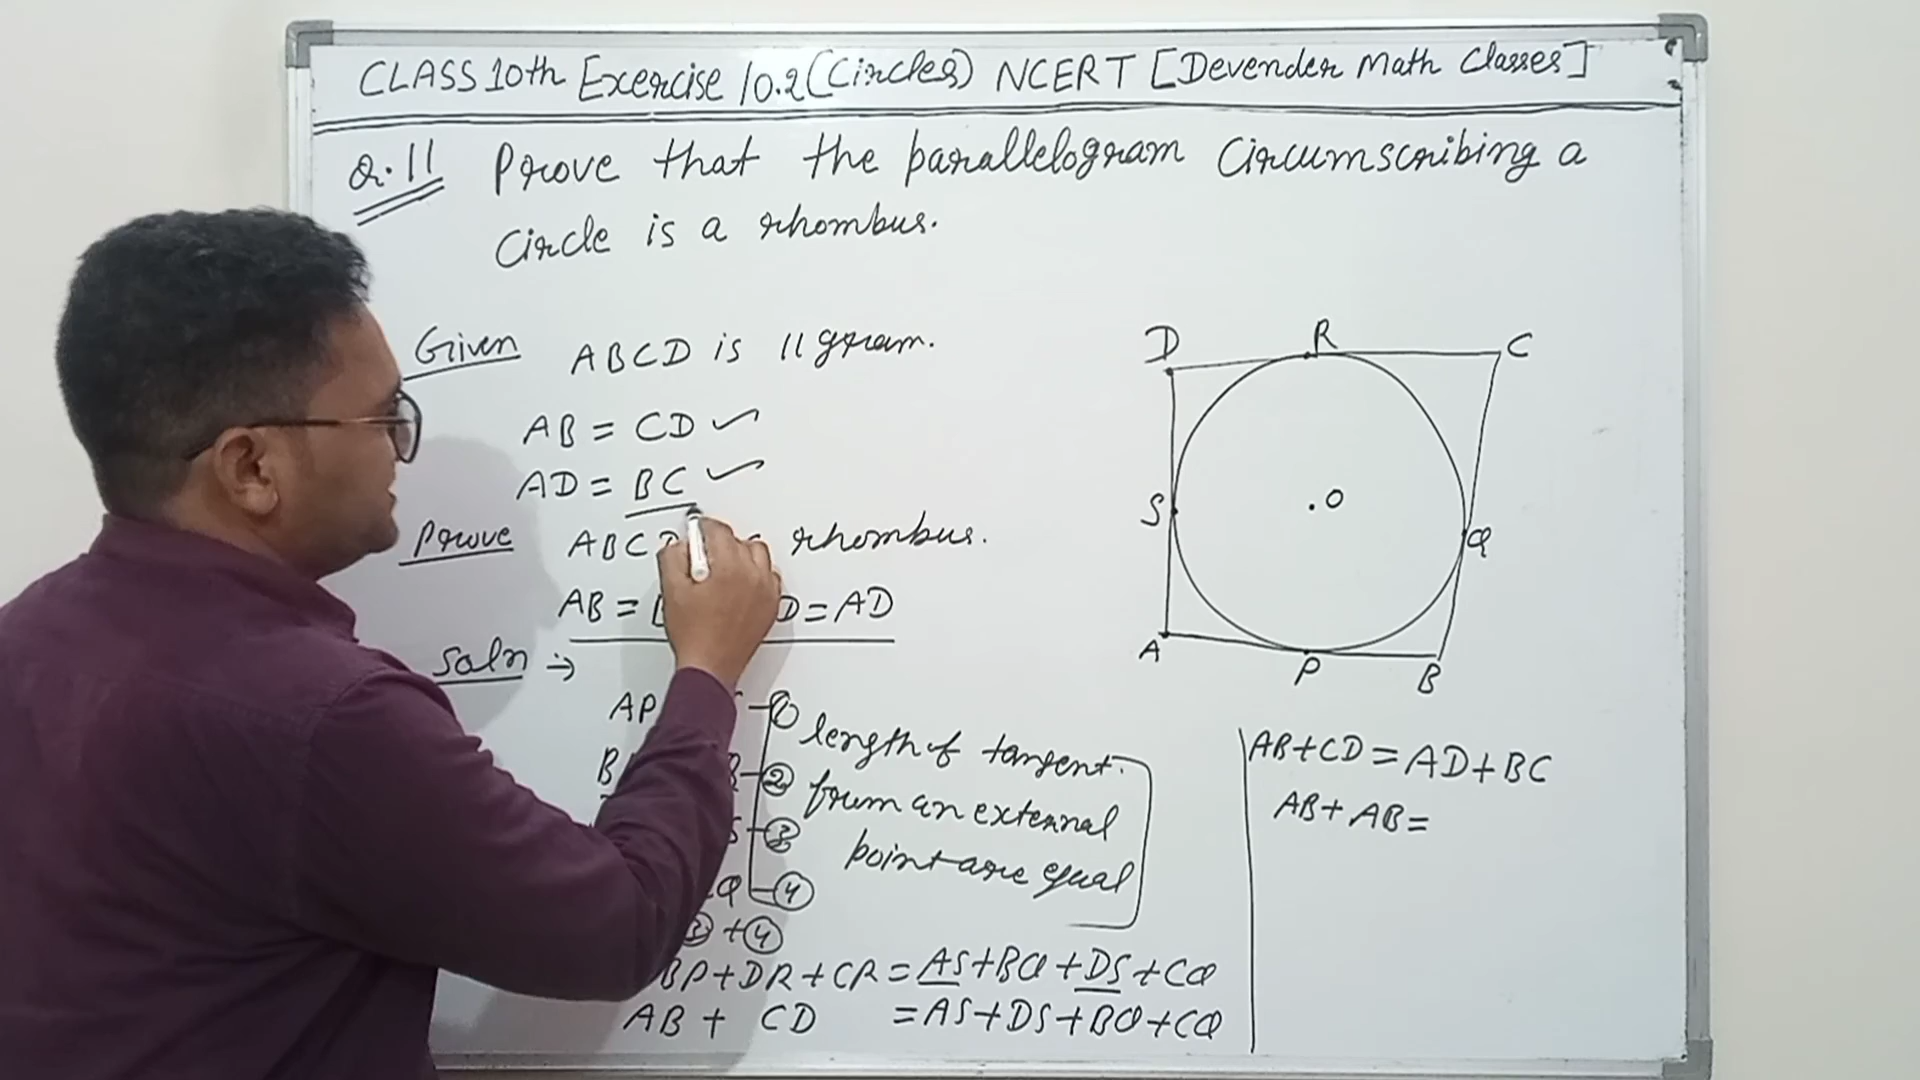 CLASS 10th Exercise 10.2 (Circles) NCERT [Devender Math Classes]
Q.11 Prove that the parallelogram Circumscribing a
Circle is a rhombus.
Given ABCD is ||gram.
AB = CD ✓
AD = BC ✓
Prove ABCD rhombus.
AB = D = AD
Soln :→
AP – ①
B – ②
S – ③
CQ – ④
length of tangent
from an external
point are equal
③ + ④
BP + DR + CR = AS + BQ + DS + CQ
AB + CD = AS + DS + BQ + CQ
D R C
S .O Q
A P B
AB + CD = AD + BC
AB + AB =